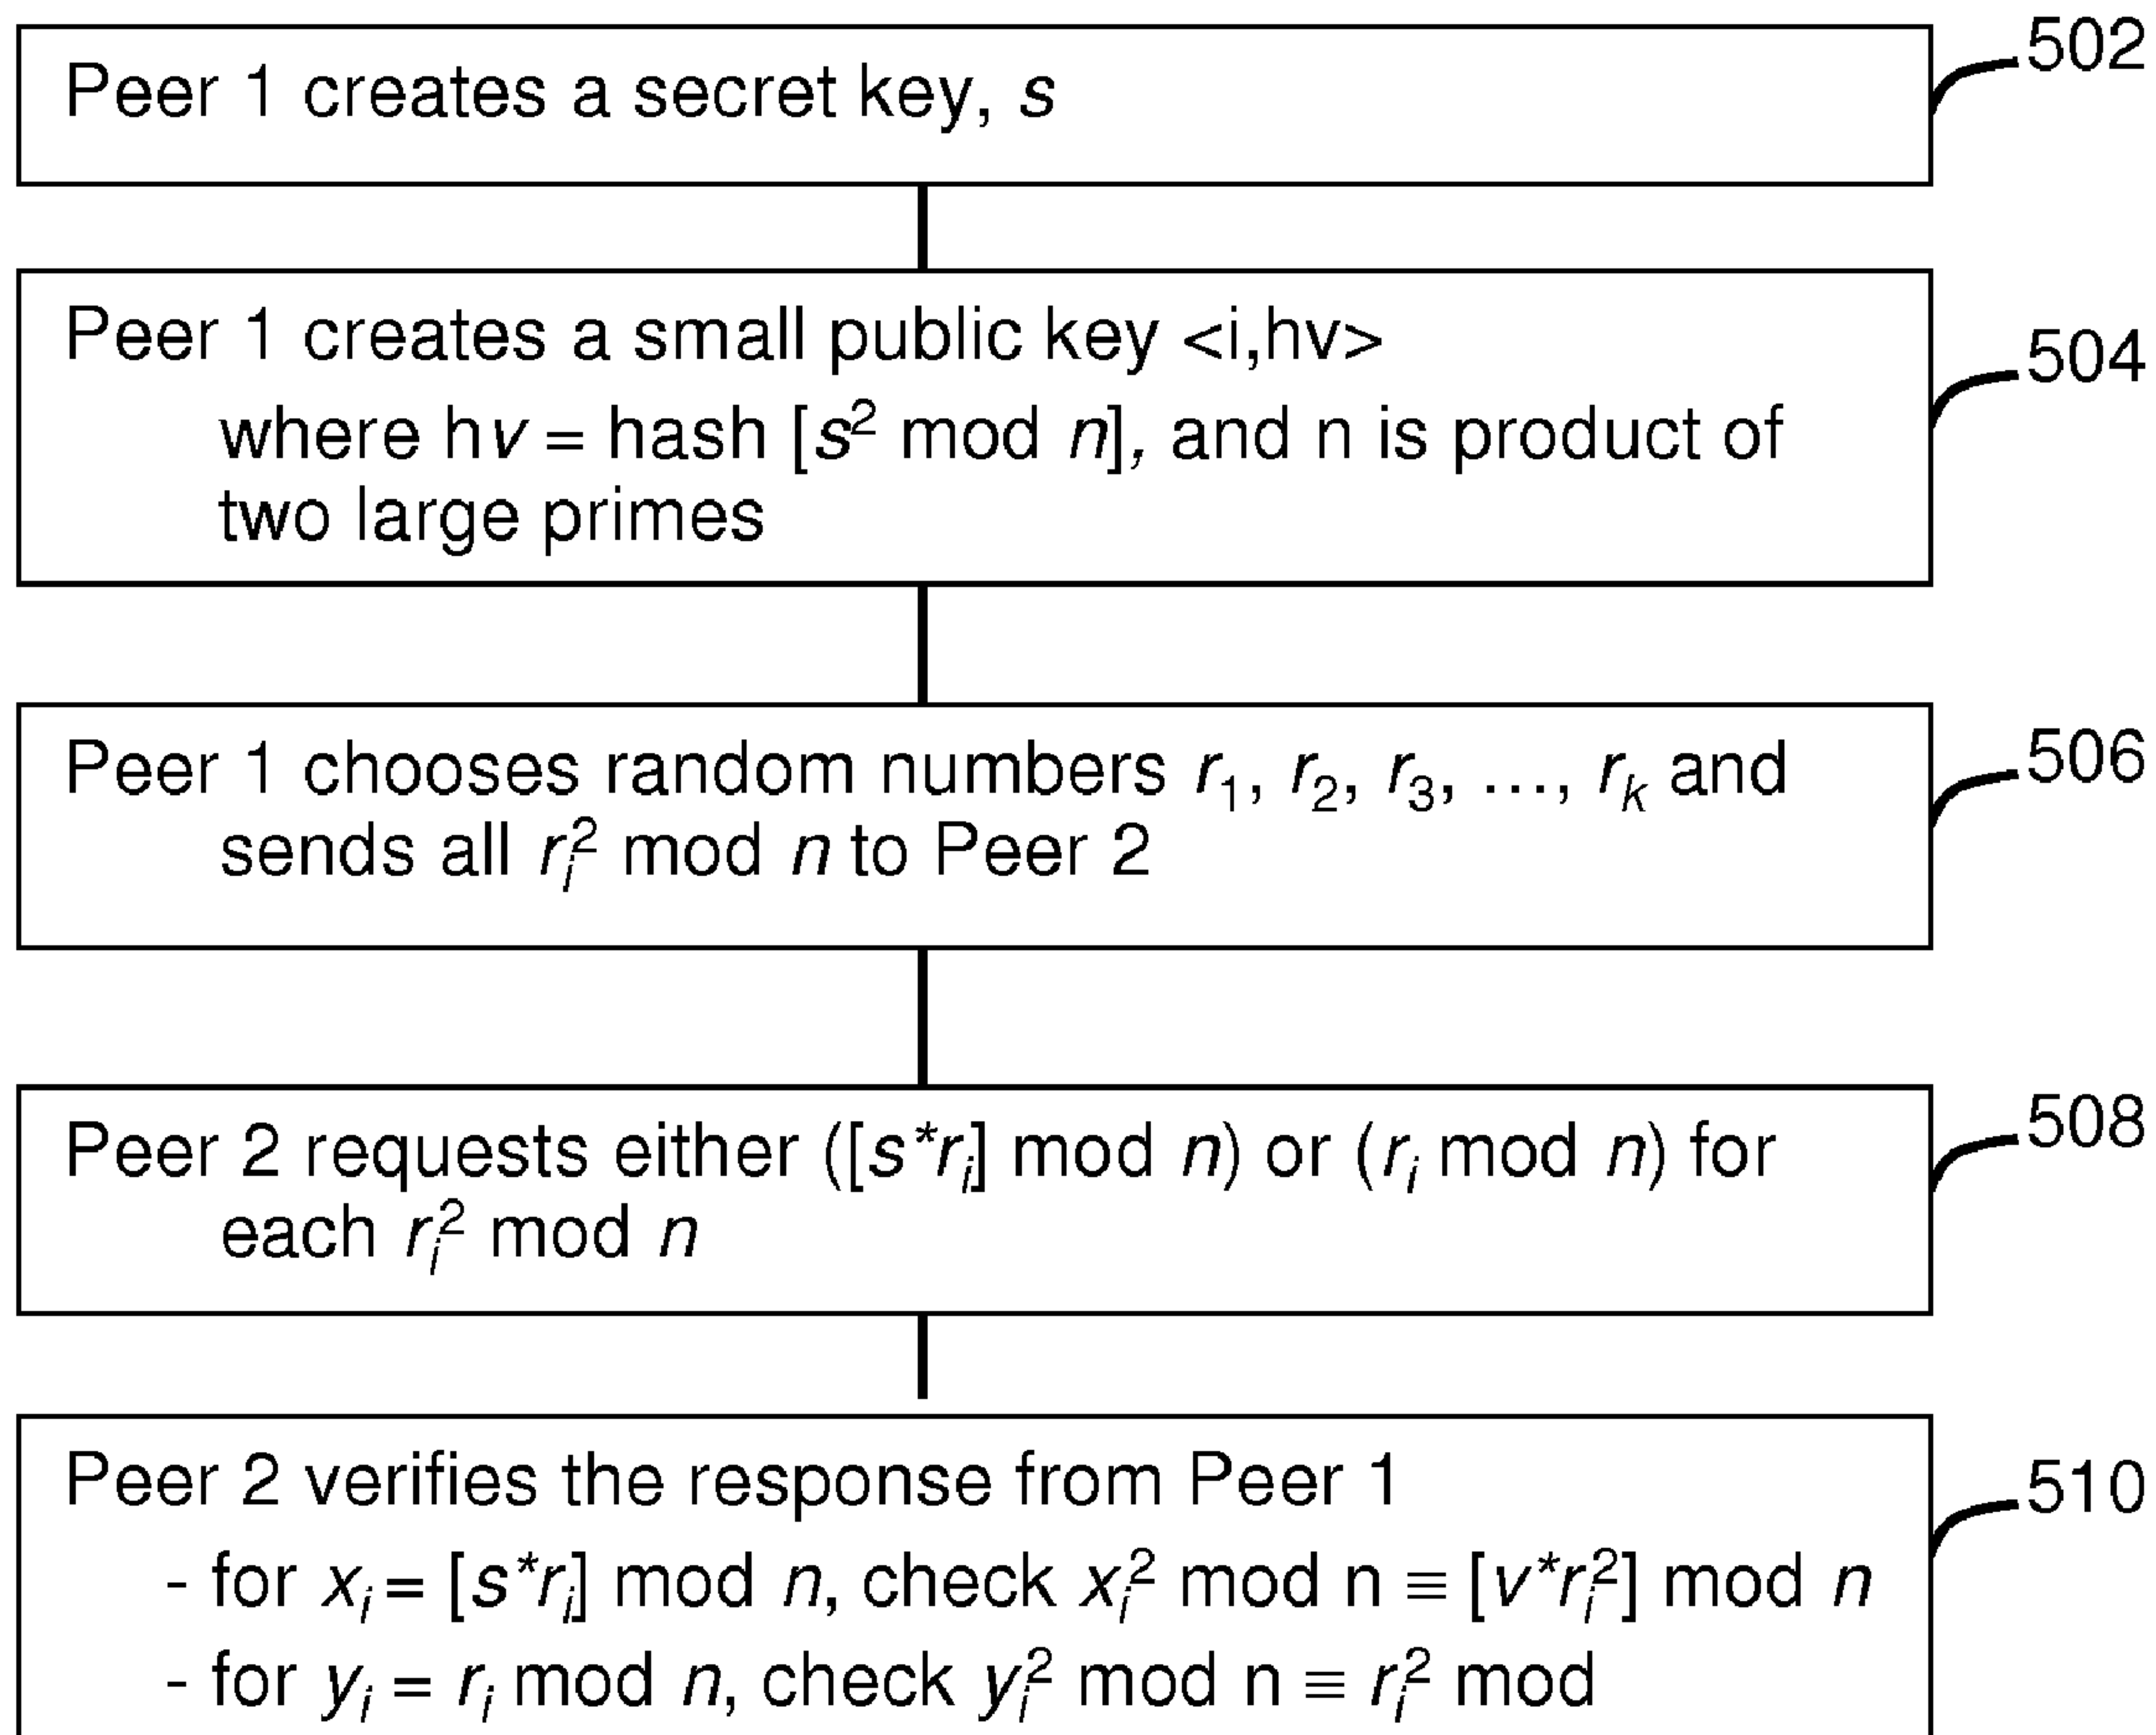 Peer 1 creates a secret key, s
502
Peer 1 creates a small public key <i,hv>
where hv = hash [s² mod n], and n is product of
two large primes
504
Peer 1 chooses random numbers r₁, r₂, r₃, ..., rₖ and
sends all rᵢ² mod n to Peer 2
506
Peer 2 requests either ([s*rᵢ] mod n) or (rᵢ mod n) for
each rᵢ² mod n
508
Peer 2 verifies the response from Peer 1
- for xᵢ = [s*rᵢ] mod n, check xᵢ² mod n ≡ [v*rᵢ²] mod n
- for yᵢ = rᵢ mod n, check yᵢ² mod n ≡ rᵢ² mod
510